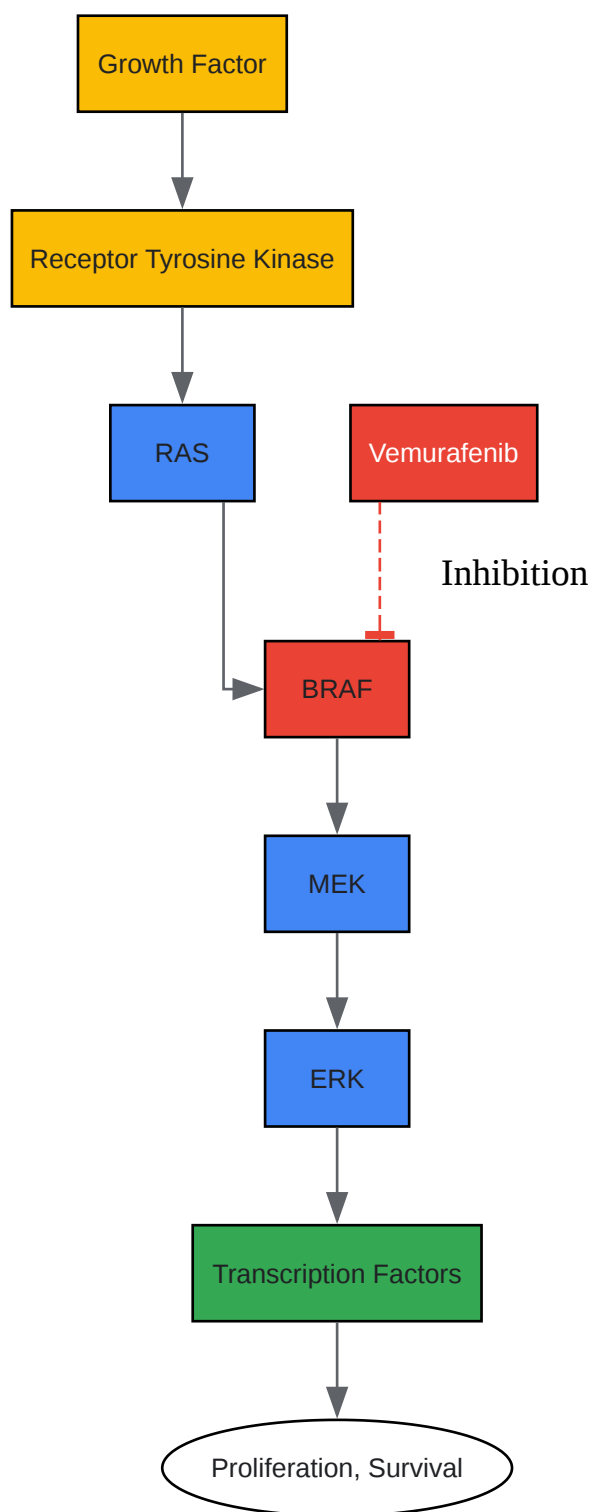 Growth Factor
Receptor Tyrosine Kinase
RAS
Vemurafenib
Inhibition
BRAF
MEK
ERK
Transcription Factors
Proliferation, Survival